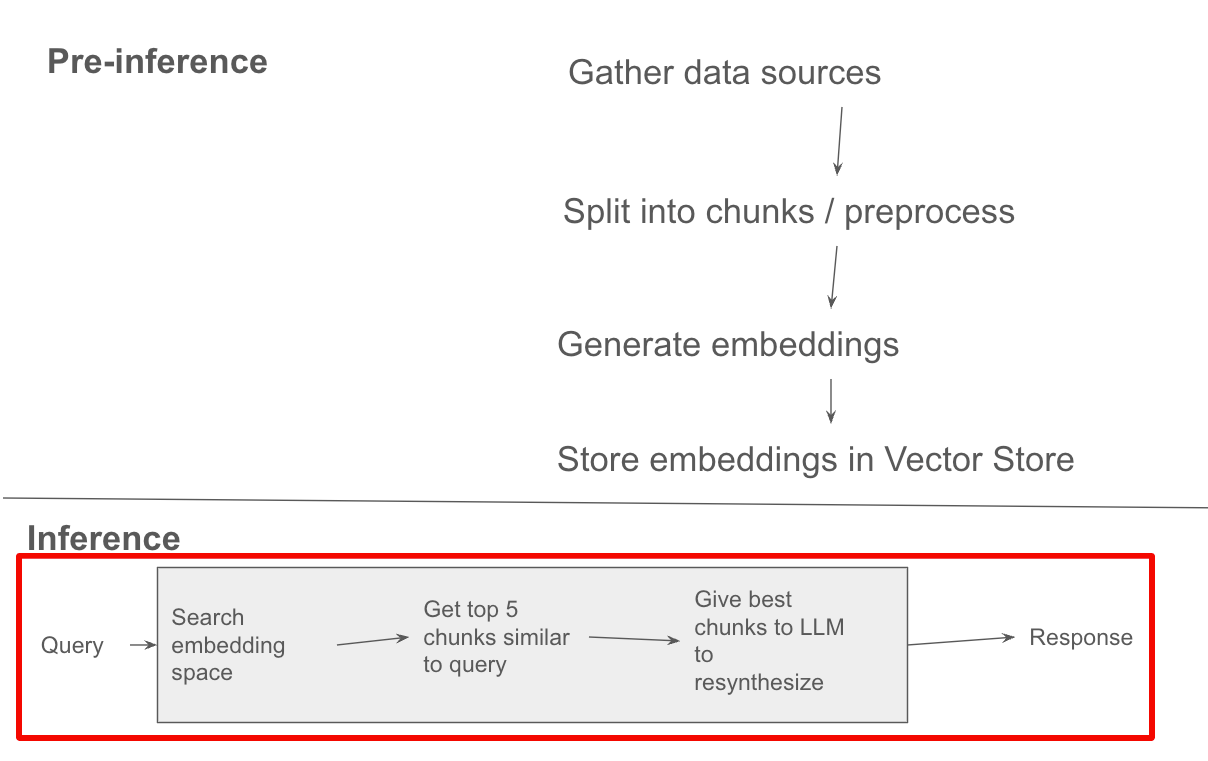 Pre-inference
Gather data sources
Split into chunks / preprocess
Generate embeddings
Store embeddings in Vector Store
Inference
Query
Search
embedding
space
Get top 5
chunks similar
to query
Give best
chunks to LLM
to
resynthesize
Response